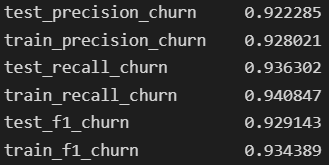 test_precision_churn 0.922285
train_precision_churn 0.928021
test_recall_churn 0.936302
train_recall_churn 0.940847
test_f1_churn 0.929143
train_f1_churn 0.934389